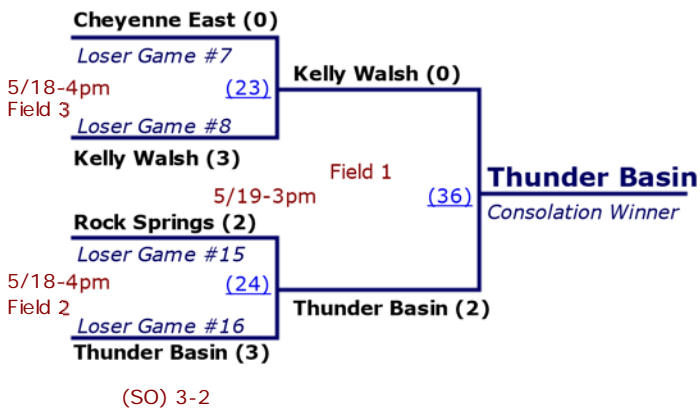 Cheyenne East (0)
Loser Game #7
5/18-4pm
Field 3
(23)
Kelly Walsh (0)
Loser Game #8
Kelly Walsh (3)
Field 1
5/19-3pm
(36)
Thunder Basin
Consolation Winner
Rock Springs (2)
Loser Game #15
5/18-4pm
Field 2
(24)
Thunder Basin (2)
Loser Game #16
Thunder Basin (3)
(SO) 3-2